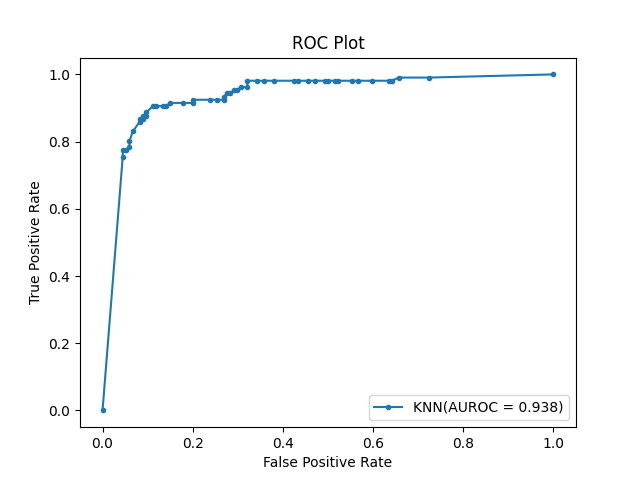 ROC Plot
True Positive Rate
1.0
0.8
0.6
0.4
0.2
0.0
KNN(AUROC = 0.938)
0.0 0.2 0.4 0.6 0.8 1.0
False Positive Rate